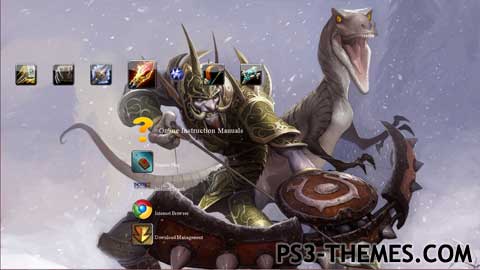 Online Instruction Manuals
Internet Browser
Download Management
PS3-THEMES.COM